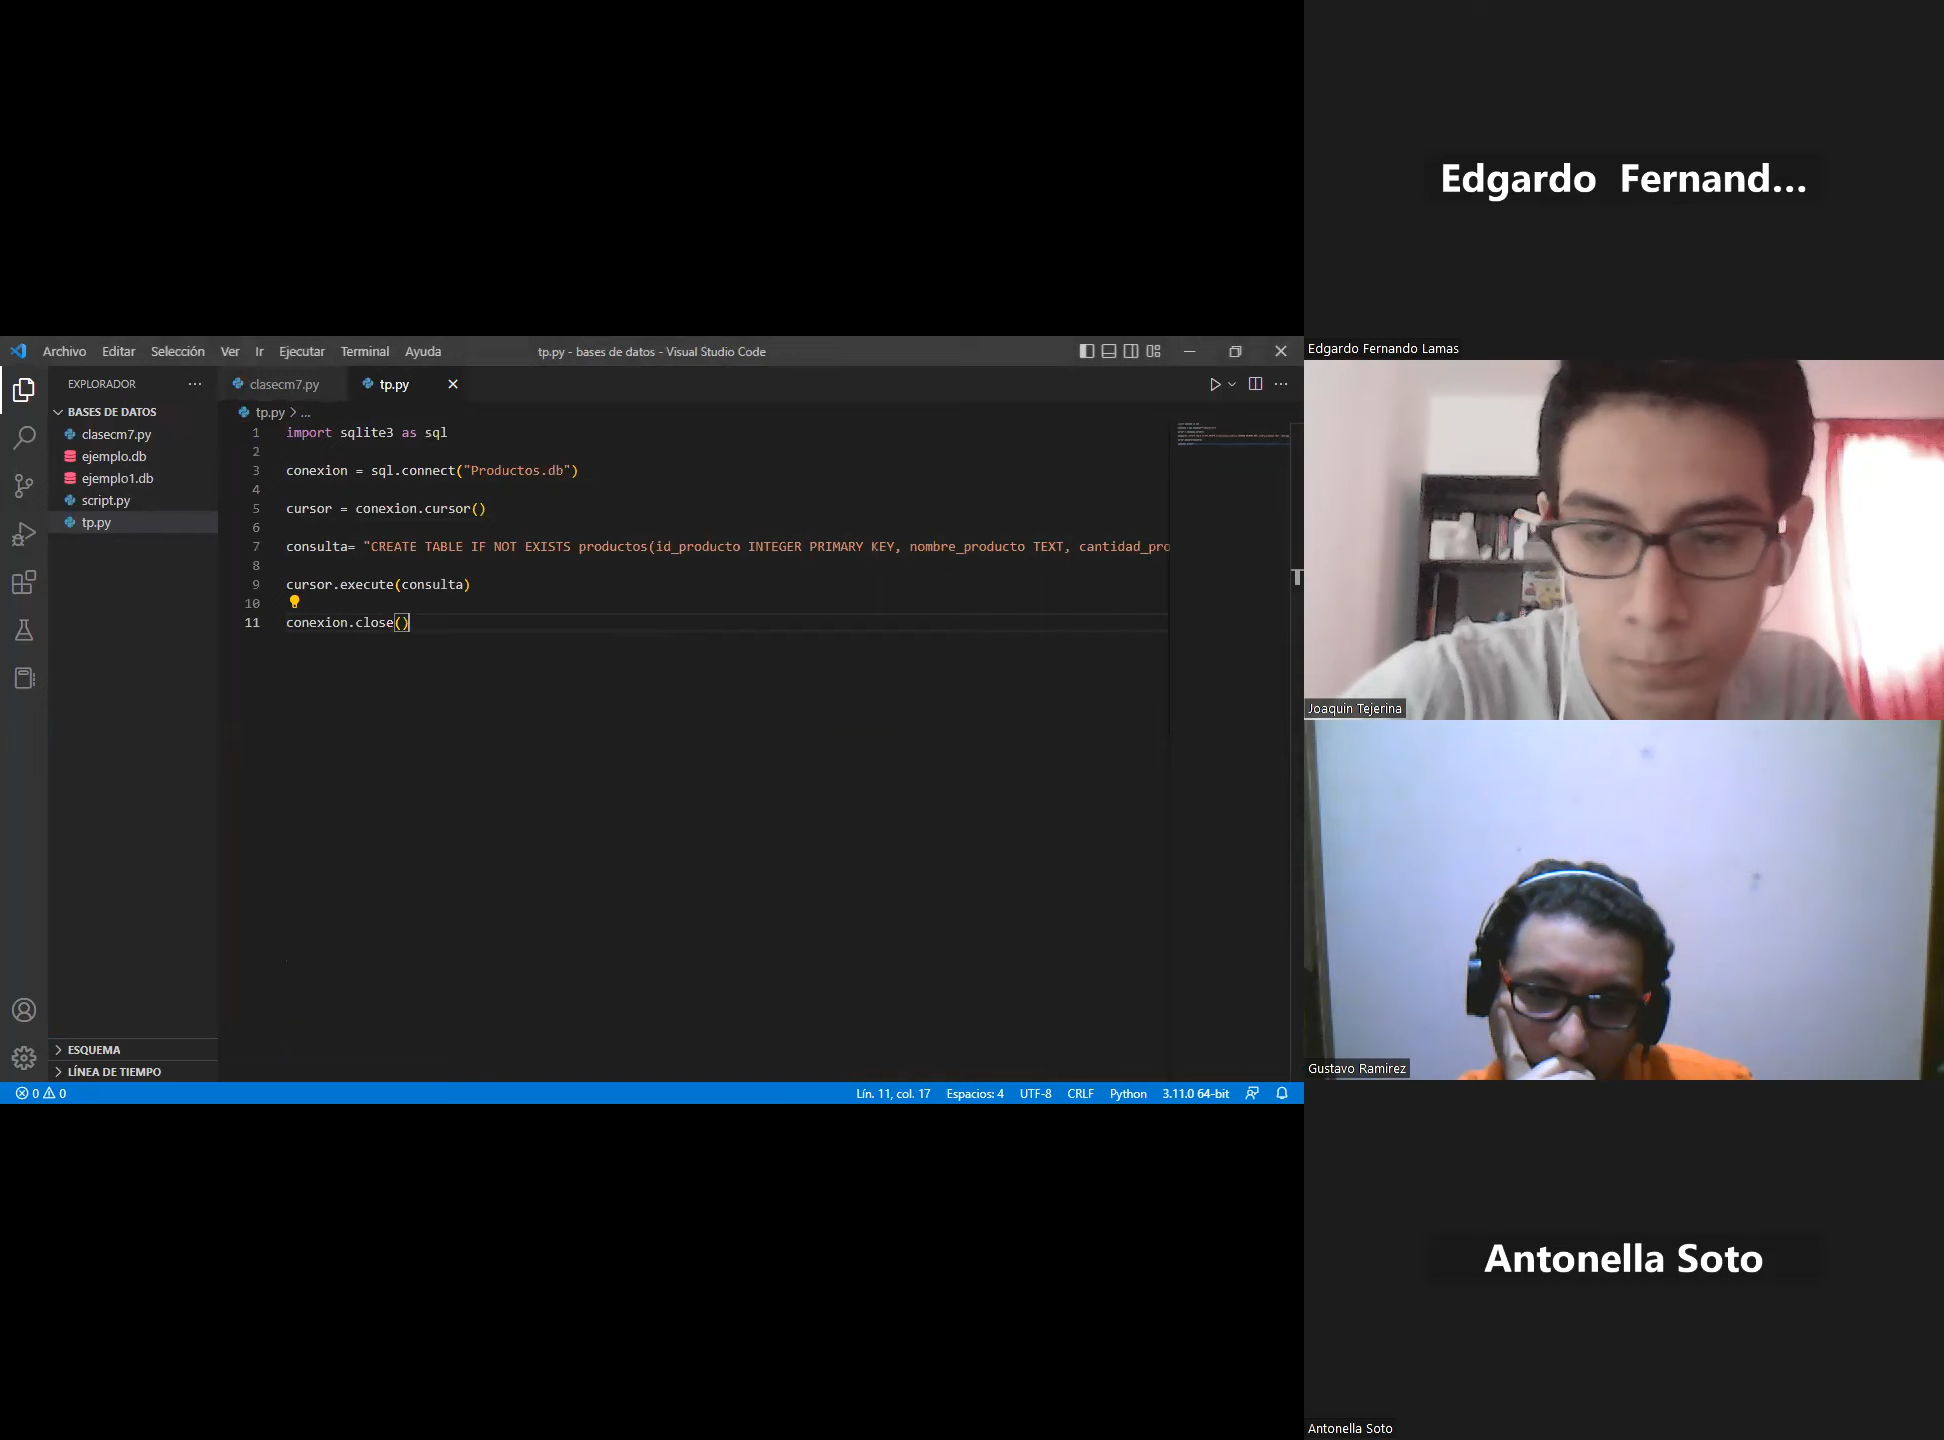 Edgardo Fernand...
Edgardo Fernando Lamas
Archivo Editar Selección Ver Ir Ejecutar Terminal Ayuda
tp.py - bases de datos - Visual Studio Code
EXPLORADOR
BASES DE DATOS
clasecm7.py
ejemplo.db
ejemplo1.db
script.py
tp.py
ESQUEMA
LÍNEA DE TIEMPO
clasecm7.py tp.py
tp.py > ...
1 import sqlite3 as sql
2
3 conexion = sql.connect("Productos.db")
4
5 cursor = conexion.cursor()
6
7 consulta= "CREATE TABLE IF NOT EXISTS productos(id_producto INTEGER PRIMARY KEY, nombre_producto TEXT, cantidad_pro
8
9 cursor.execute(consulta)
10
11 conexion.close()
0 0
Lín. 11, col. 17 Espacios: 4 UTF-8 CRLF Python 3.11.0 64-bit
Joaquin Tejerina
Gustavo Ramirez
Antonella Soto
Antonella Soto